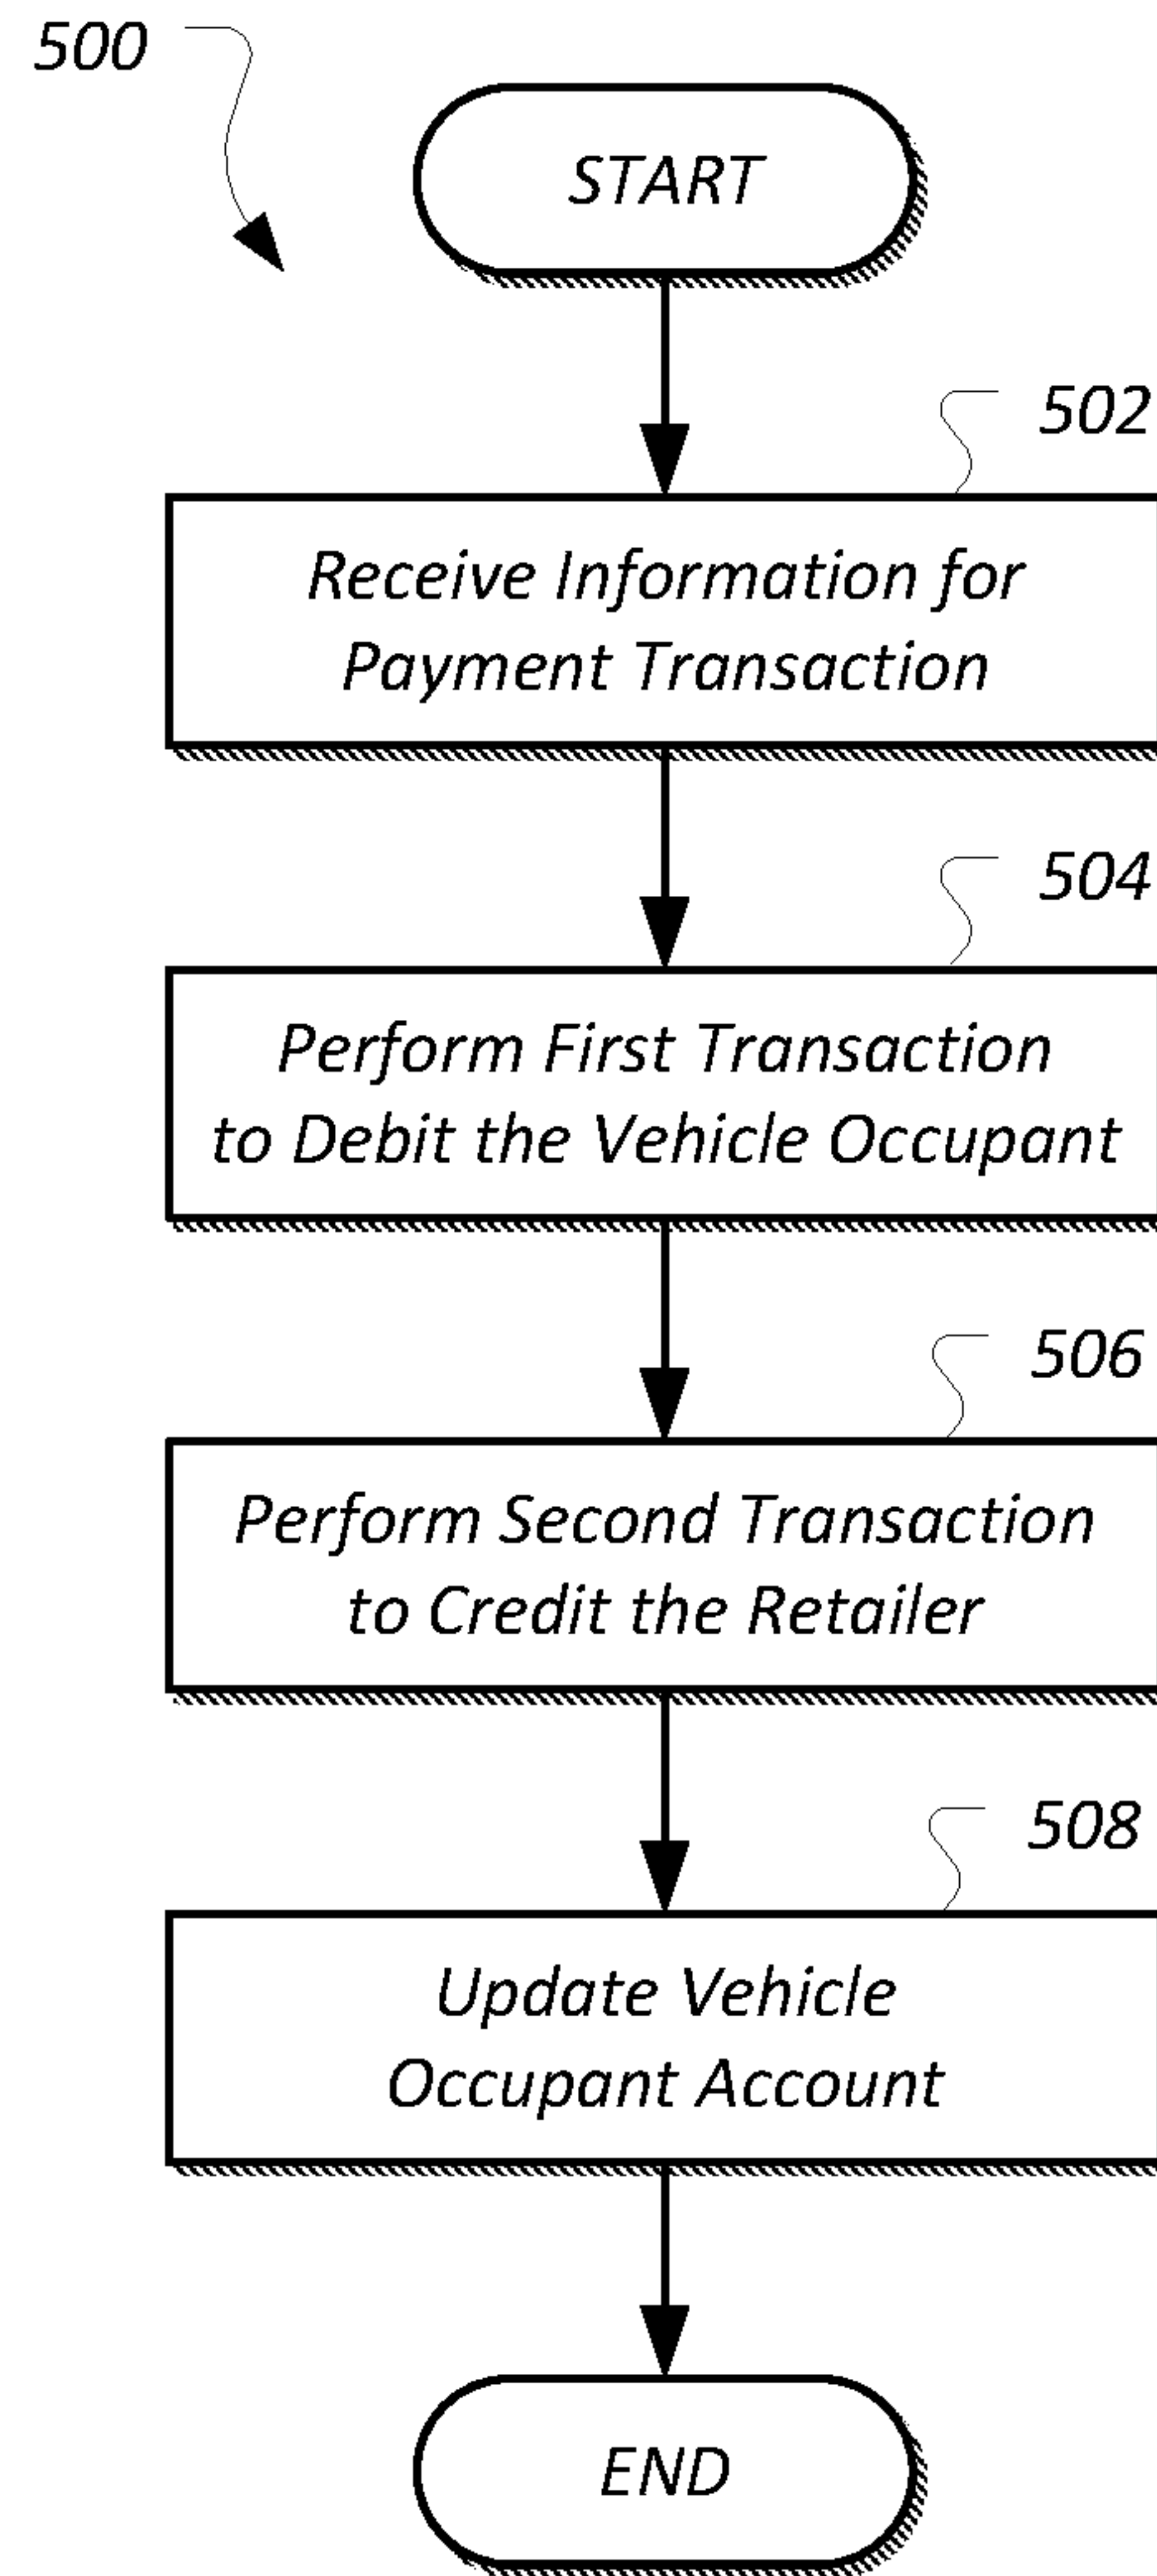 500
START
502
Receive Information for
Payment Transaction
504
Perform First Transaction
to Debit the Vehicle Occupant
506
Perform Second Transaction
to Credit the Retailer
508
Update Vehicle
Occupant Account
END